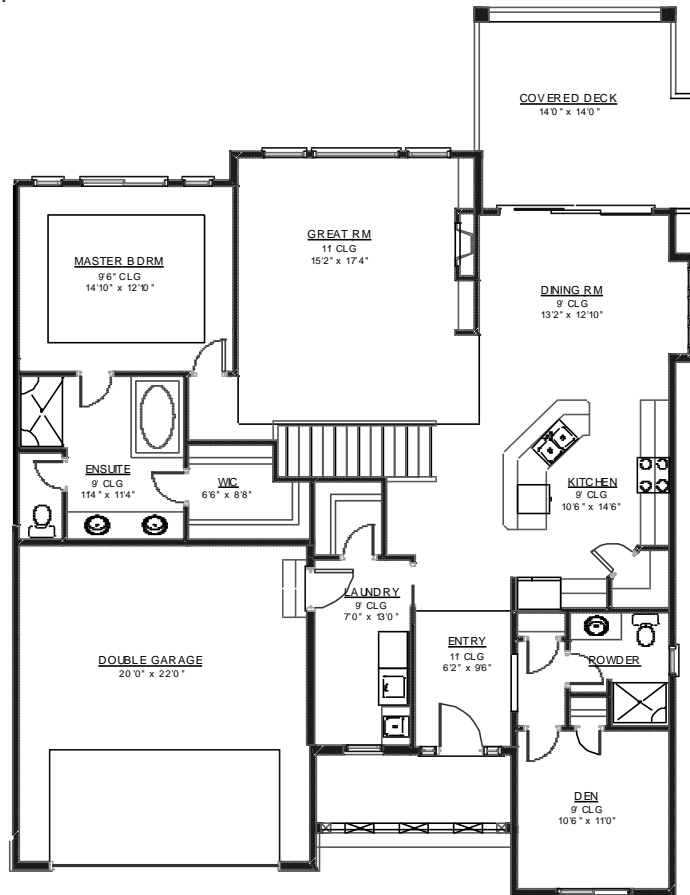 COVERED DECK
14'0" x 14'0"
GREAT RM
11 CLG
15'2" x 17'4"
MASTER BDRM
9'6" CLG
14'10" x 12'10"
DINING RM
9' CLG
13'2" x 12'10"
ENSUITE
9' CLG
11'4" x 11'4"
WIC
6'6" x 8'8"
KITCHEN
9' CLG
10'6" x 14'6"
LAUNDRY
9' CLG
7'0" x 13'0"
ENTRY
11 CLG
6'2" x 9'6"
POWDER
DOUBLE GARAGE
20'0" x 22'0"
DEN
9' CLG
10'6" x 11'0"